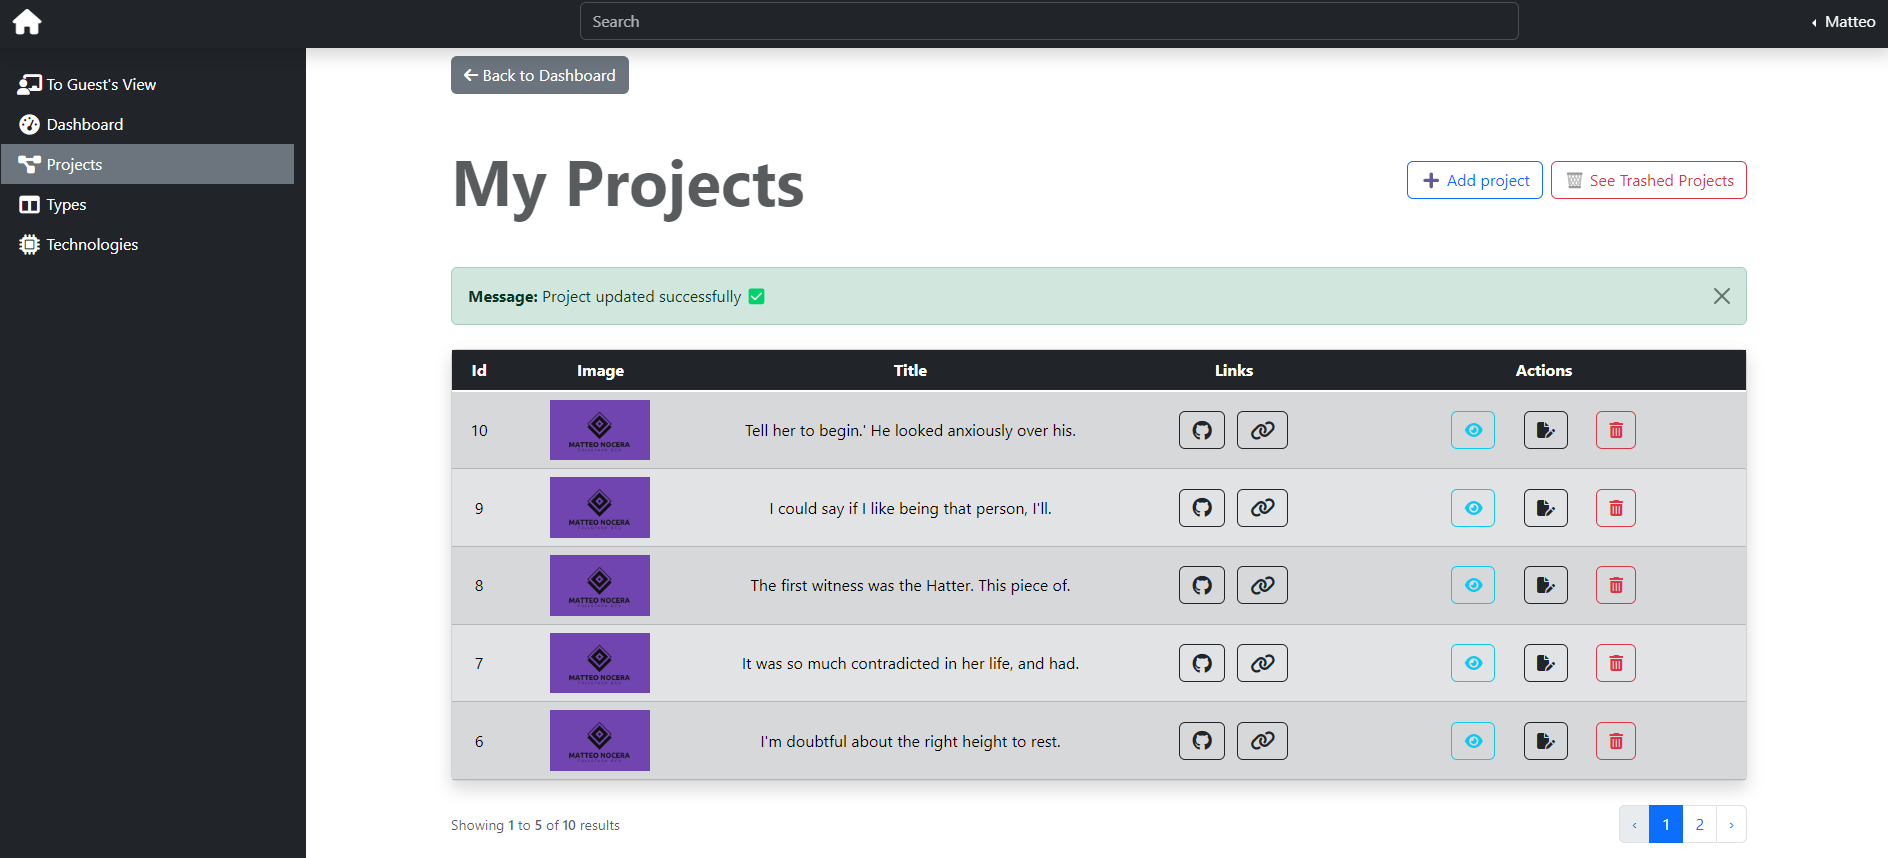 Search
Matteo
To Guest's View
Dashboard
Projects
Types
Technologies
Back to Dashboard
My Projects
Add project
See Trashed Projects
Message: Project updated successfully ✅
Id Image Title Links Actions
10 MATTEO NOCERA Tell her to begin.' He looked anxiously over his.
9 MATTEO NOCERA I could say if I like being that person, I'll.
8 MATTEO NOCERA The first witness was the Hatter. This piece of.
7 MATTEO NOCERA It was so much contradicted in her life, and had.
6 MATTEO NOCERA I'm doubtful about the right height to rest.
Showing 1 to 5 of 10 results
‹ 1 2 ›